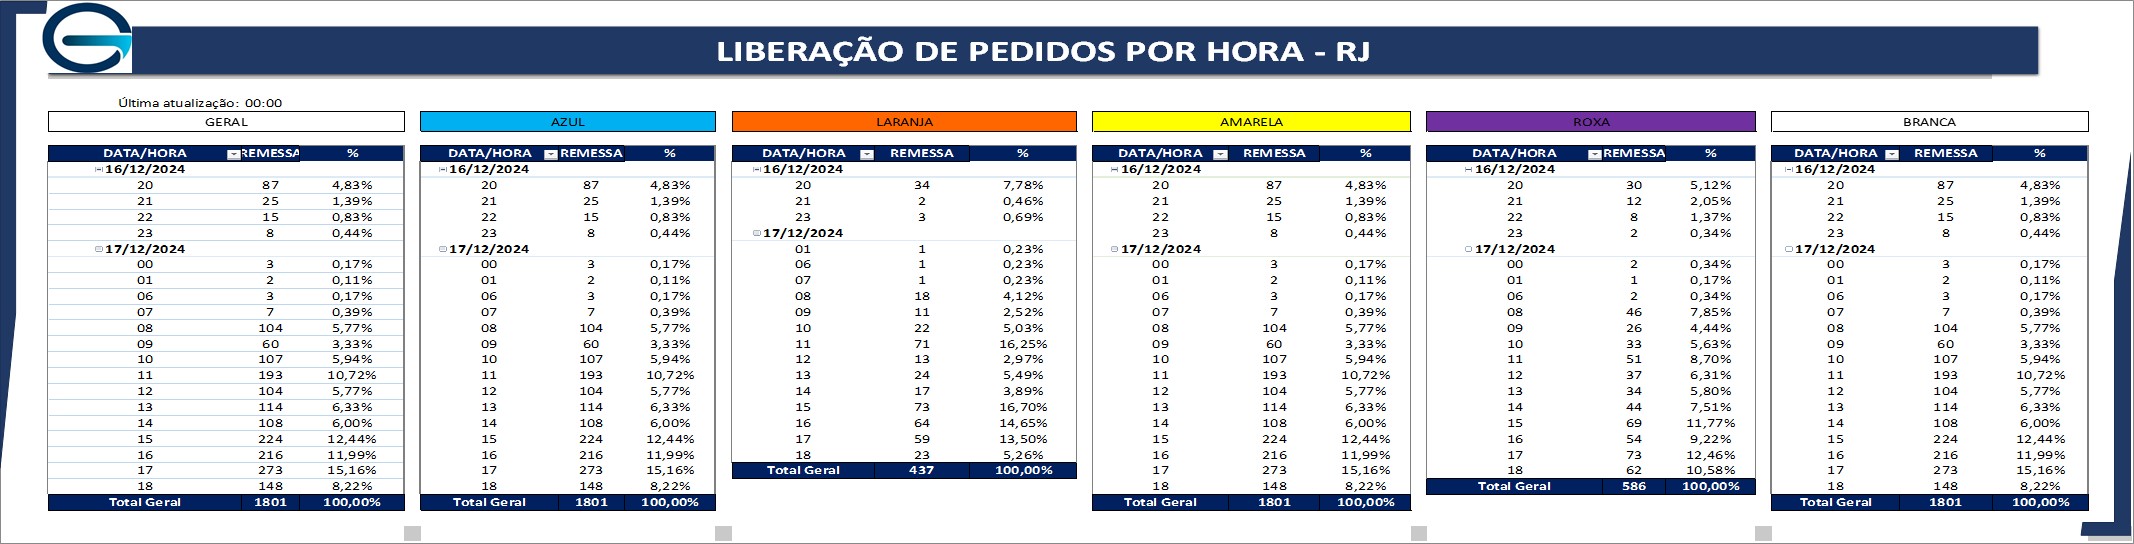 LIBERAÇÃO DE PEDIDOS POR HORA - RJ
Última atualização: 00:00
GERAL
DATA/HORA REMESSA %
16/12/2024
20 87 4,83%
21 25 1,39%
22 15 0,83%
23 8 0,44%
17/12/2024
00 3 0,17%
01 2 0,11%
06 3 0,17%
07 7 0,39%
08 104 5,77%
09 60 3,33%
10 107 5,94%
11 193 10,72%
12 104 5,77%
13 114 6,33%
14 108 6,00%
15 224 12,44%
16 216 11,99%
17 273 15,16%
18 148 8,22%
Total Geral 1801 100,00%
AZUL
DATA/HORA REMESSA %
16/12/2024
20 87 4,83%
21 25 1,39%
22 15 0,83%
23 8 0,44%
17/12/2024
00 3 0,17%
01 2 0,11%
06 3 0,17%
07 7 0,39%
08 104 5,77%
09 60 3,33%
10 107 5,94%
11 193 10,72%
12 104 5,77%
13 114 6,33%
14 108 6,00%
15 224 12,44%
16 216 11,99%
17 273 15,16%
18 148 8,22%
Total Geral 1801 100,00%
LARANJA
DATA/HORA REMESSA %
16/12/2024
20 34 7,78%
21 2 0,46%
23 3 0,69%
17/12/2024
01 1 0,23%
06 1 0,23%
07 1 0,23%
08 18 4,12%
09 11 2,52%
10 22 5,03%
11 71 16,25%
12 13 2,97%
13 24 5,49%
14 17 3,89%
15 73 16,70%
16 64 14,65%
17 59 13,50%
18 23 5,26%
Total Geral 437 100,00%
AMARELA
DATA/HORA REMESSA %
16/12/2024
20 87 4,83%
21 25 1,39%
22 15 0,83%
23 8 0,44%
17/12/2024
00 3 0,17%
01 2 0,11%
06 3 0,17%
07 7 0,39%
08 104 5,77%
09 60 3,33%
10 107 5,94%
11 193 10,72%
12 104 5,77%
13 114 6,33%
14 108 6,00%
15 224 12,44%
16 216 11,99%
17 273 15,16%
18 148 8,22%
Total Geral 1801 100,00%
ROXA
DATA/HORA REMESSA %
16/12/2024
20 30 5,12%
21 12 2,05%
22 8 1,37%
23 2 0,34%
17/12/2024
00 2 0,34%
01 1 0,17%
06 2 0,34%
08 46 7,85%
09 26 4,44%
10 33 5,63%
11 51 8,70%
12 37 6,31%
13 34 5,80%
14 44 7,51%
15 69 11,77%
16 54 9,22%
17 73 12,46%
18 62 10,58%
Total Geral 586 100,00%
BRANCA
DATA/HORA REMESSA %
16/12/2024
20 87 4,83%
21 25 1,39%
22 15 0,83%
23 8 0,44%
17/12/2024
00 3 0,17%
01 2 0,11%
06 3 0,17%
07 7 0,39%
08 104 5,77%
09 60 3,33%
10 107 5,94%
11 193 10,72%
12 104 5,77%
13 114 6,33%
14 108 6,00%
15 224 12,44%
16 216 11,99%
17 273 15,16%
18 148 8,22%
Total Geral 1801 100,00%